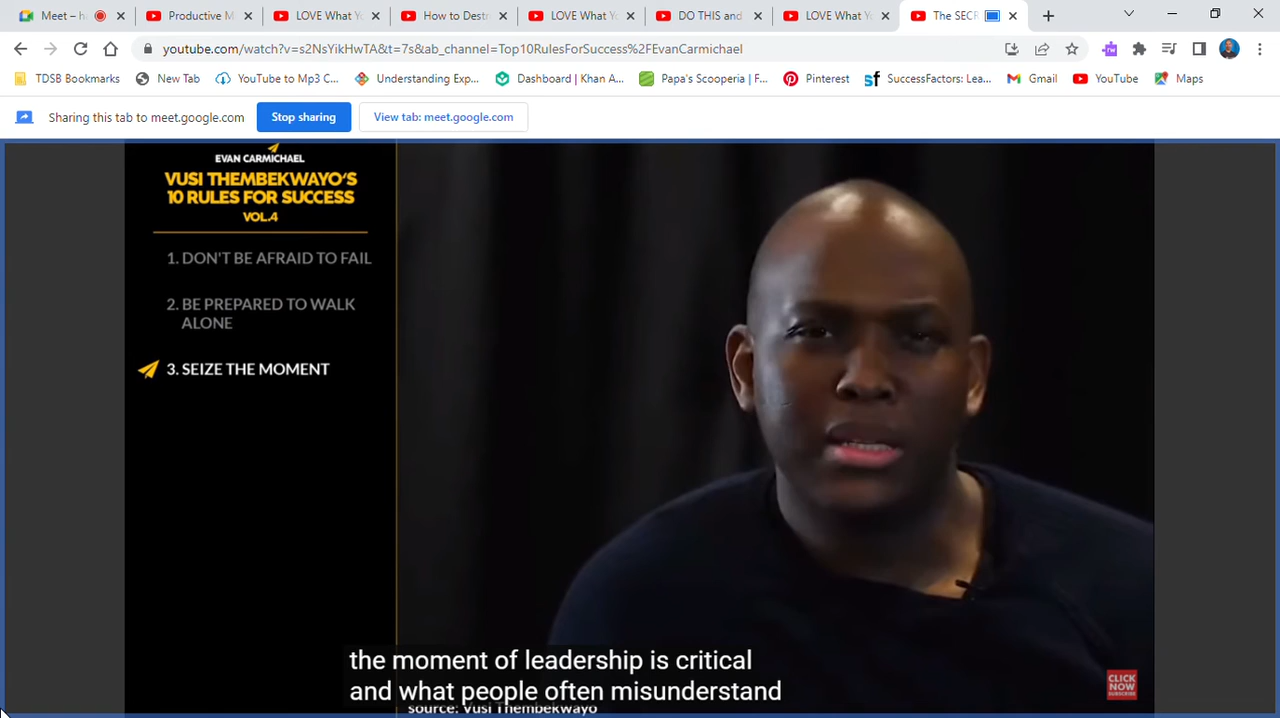 Meet – h
Productive M
LOVE What Yo
How to Destr
LOVE What Yo
DO THIS and
LOVE What Yo
The SECR
youtube.com/watch?v=s2NsYikHwTA&t=7s&ab_channel=Top10RulesForSuccess%2FEvanCarmichael
TDSB Bookmarks
New Tab
YouTube to Mp3 C...
Understanding Exp...
Dashboard | Khan A...
Papa's Scooperia | F...
Pinterest
SuccessFactors: Lea...
Gmail
YouTube
Maps
Sharing this tab to meet.google.com
Stop sharing
View tab: meet.google.com
EVAN CARMICHAEL
VUSI THEMBEKWAYO'S
10 RULES FOR SUCCESS
VOL.4
1. DON'T BE AFRAID TO FAIL
2. BE PREPARED TO WALK
ALONE
3. SEIZE THE MOMENT
the moment of leadership is critical
and what people often misunderstand
source: Vusi Thembekwayo
CLICK
NOW
SUBSCRIBE